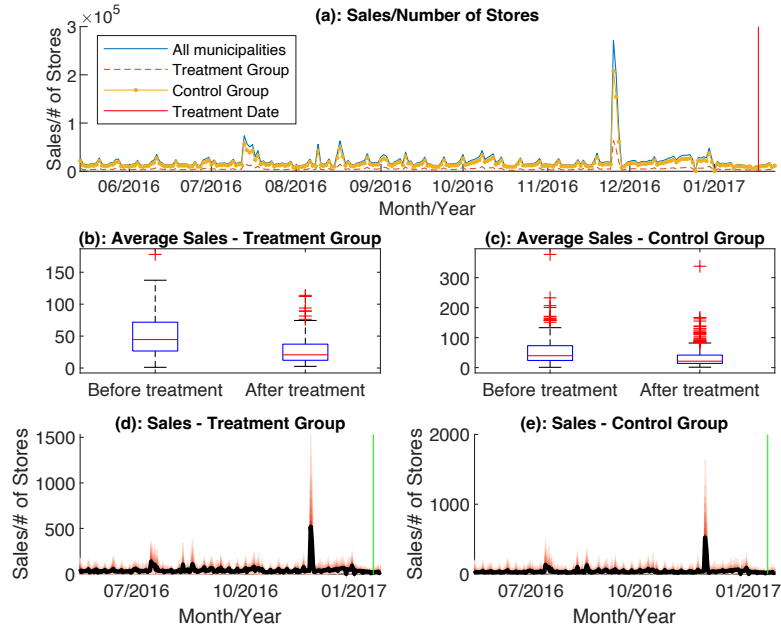 (a): Sales/Number of Stores
×10⁵
Sales/# of Stores
3
2
1
0
All municipalities
Treatment Group
Control Group
Treatment Date
06/2016 07/2016 08/2016 09/2016 10/2016 11/2016 12/2016 01/2017
Month/Year
(b): Average Sales - Treatment Group
150
100
50
0
Before treatment After treatment
(c): Average Sales - Control Group
300
200
100
0
Before treatment After treatment
(d): Sales - Treatment Group
Sales/# of Stores
1500
1000
500
0
07/2016 10/2016 01/2017
Month/Year
(e): Sales - Control Group
Sales/# of Stores
2000
1000
0
07/2016 10/2016 01/2017
Month/Year